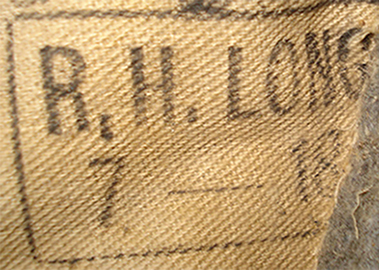 R. H. LONG
7 — 18